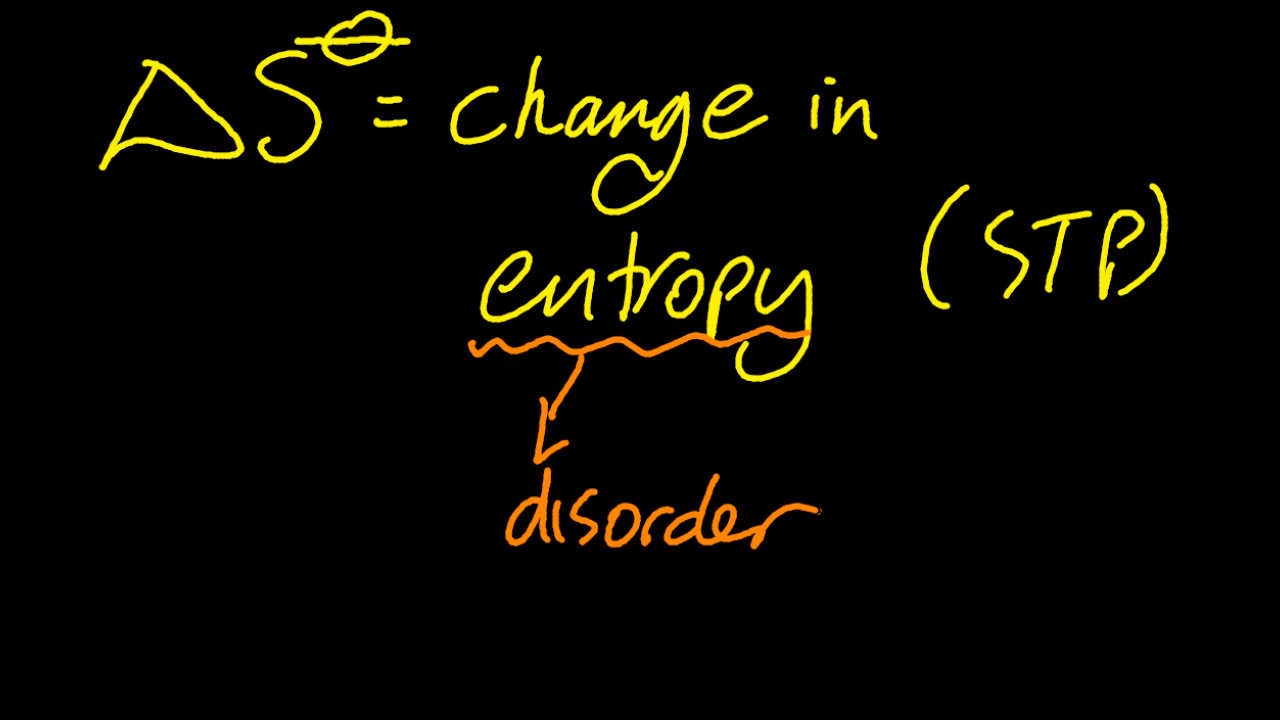 ΔS⦵ = change in
entropy (STP)
disorder